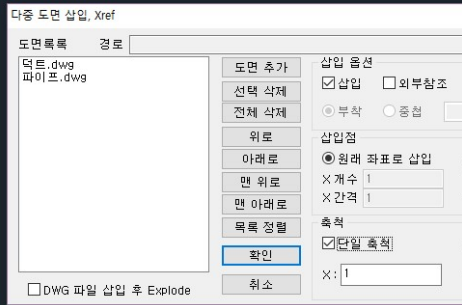 다중 도면 삽입, Xref
도면록록 경로
덕트.dwg
파이프.dwg
도면 추가
선택 삭제
전체 삭제
위로
아래로
맨 위로
맨 아래로
목록 정렬
확인
취소
DWG 파일 삽입 후 Explode
삽입 옵션
삽입 외부참조
부착 중첩
삽입점
원래 좌표로 삽입
X 개수 1
X 간격 1
축척
단일 축척
X: 1